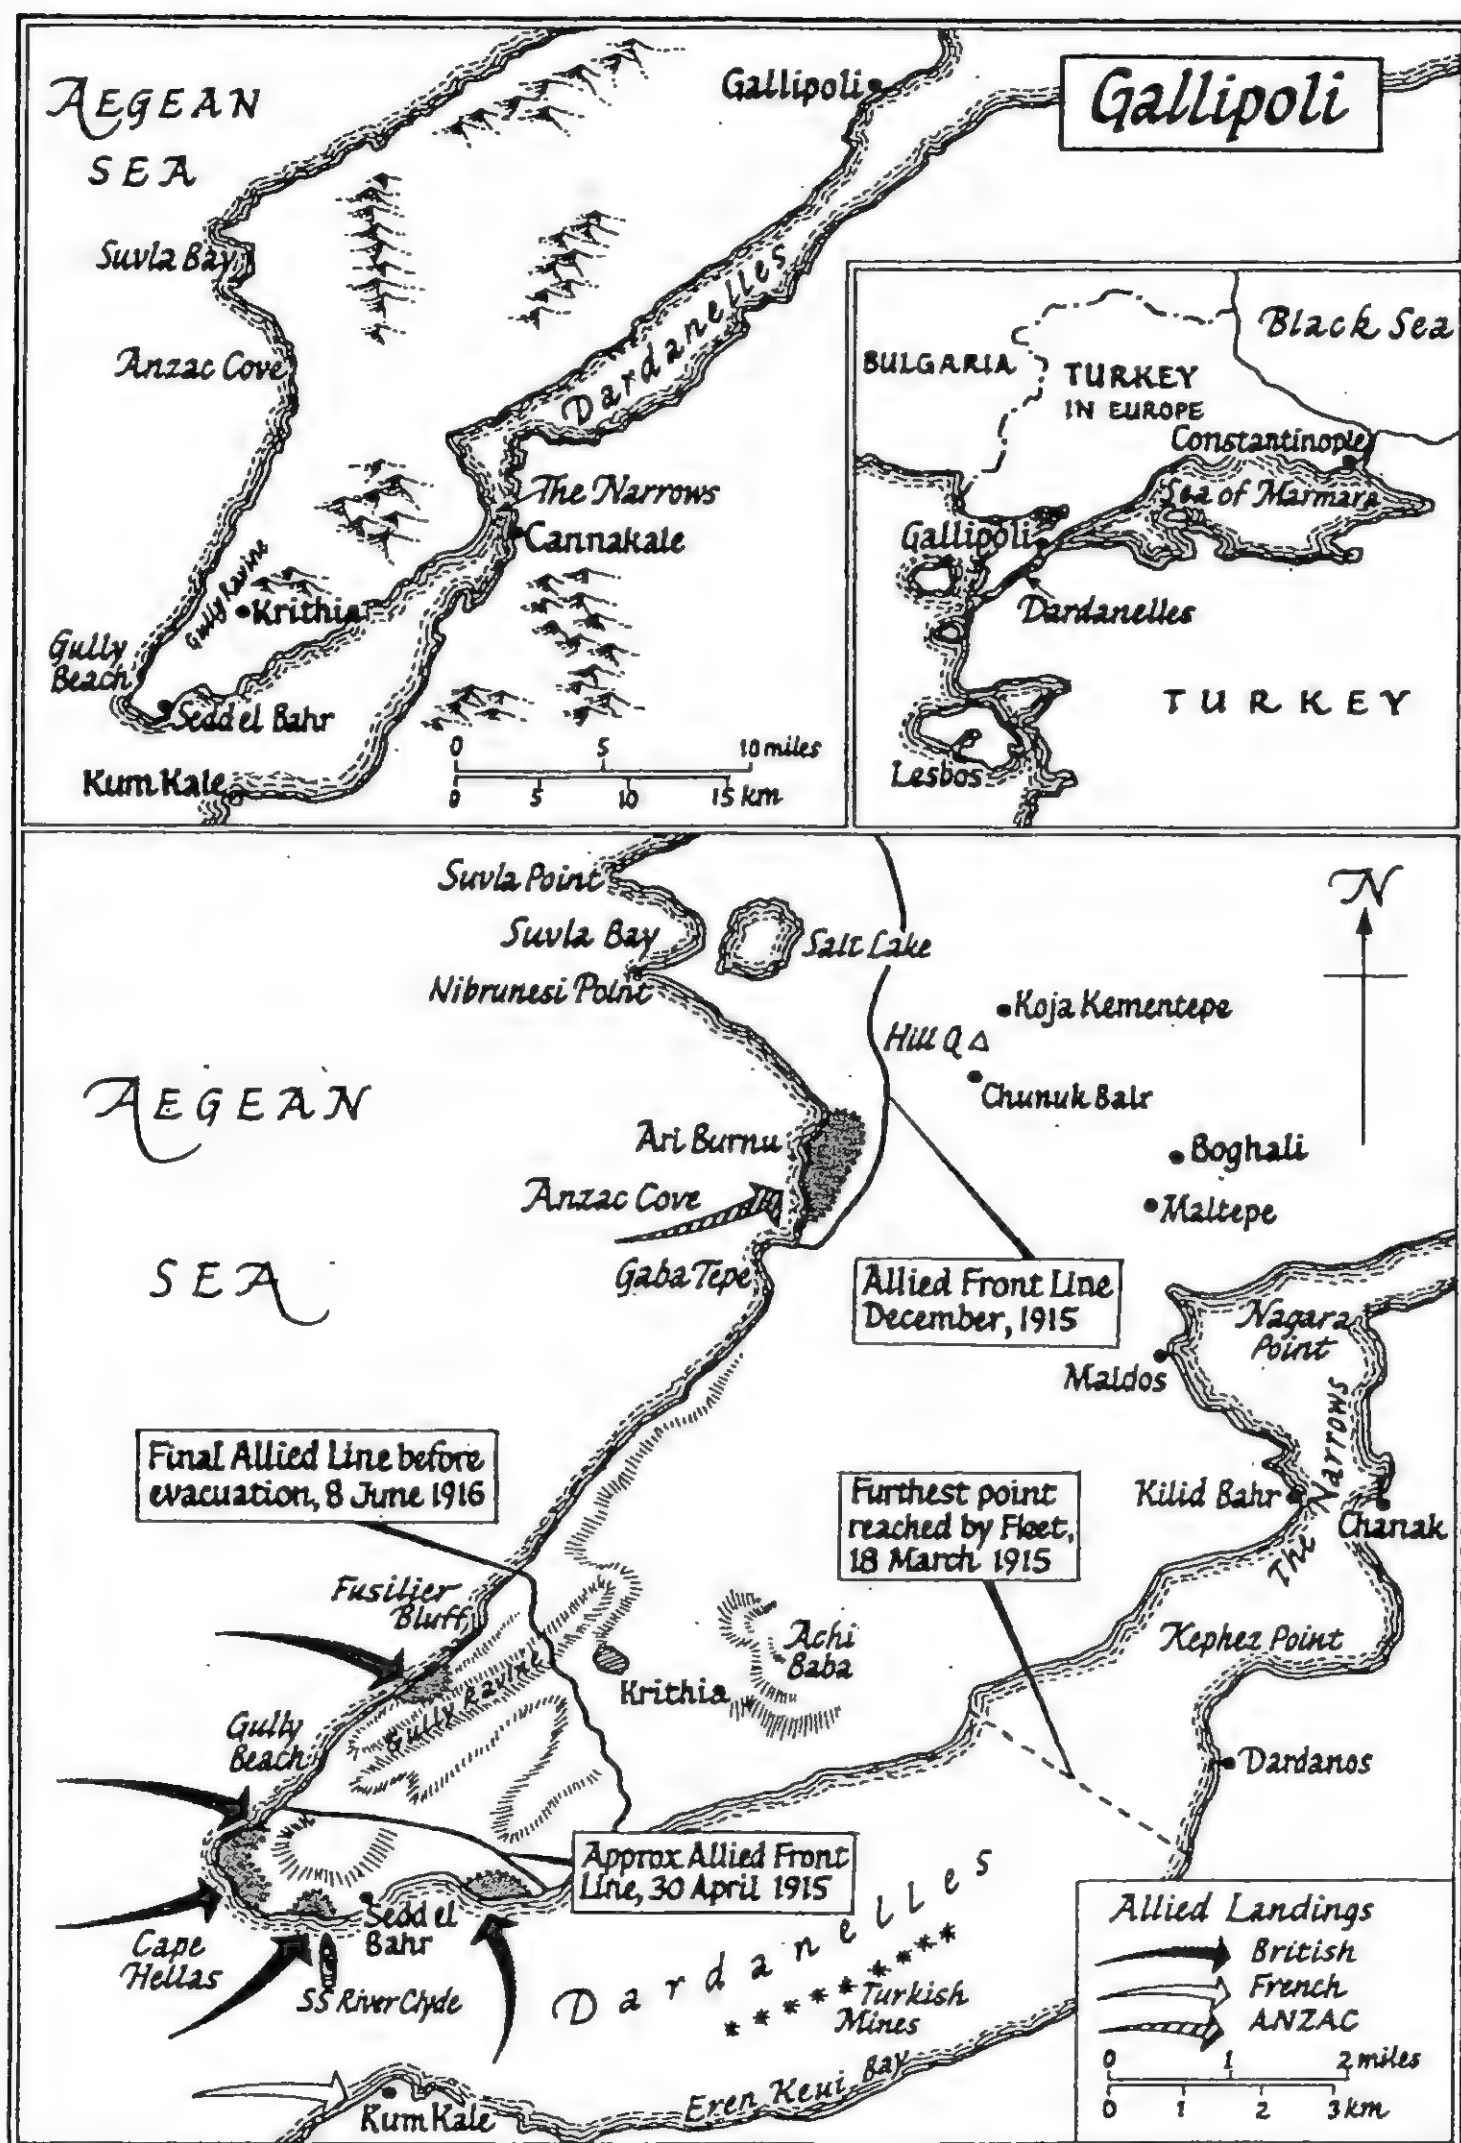 Gallipoli
AEGEAN
SEA
Gallipoli
Suvla Bay
Anzac Cove
Dardanelles
The Narrows
Cannakale
Gully Ravine
Krithia
Gully
Beach
Sedd el Bahr
Kum Kale
0 5 10 miles
0 5 10 15 km
Black Sea
BULGARIA
TURKEY
IN EUROPE
Constantinople
Sea of Marmara
Gallipoli
Dardanelles
TURKEY
Lesbos
N
Suvla Point
Suvla Bay
Salt Lake
Nibrunesi Point
Koja Kementepe
Hill Q
Chunuk Bair
AEGEAN
SEA
Ari Burnu
Boghali
Anzac Cove
Maltepe
Gaba Tepe
Allied Front Line
December, 1915
Nagara
Point
Maldos
Final Allied Line before
evacuation, 8 June 1916
Furthest point
reached by Fleet,
18 March 1915
Kilid Bahr
The Narrows
Chanak
Fusilier
Bluff
Achi
Baba
Kephez Point
Gully Ravine
Krithia
Gully
Beach
Dardanos
Approx Allied Front
Line, 30 April 1915
Sedd el
Bahr
Cape
Hellas
SS River Clyde
Dardanelles
Turkish
Mines
Eren Keui Bay
Kum Kale
Allied Landings
British
French
ANZAC
0 1 2 miles
0 1 2 3 km